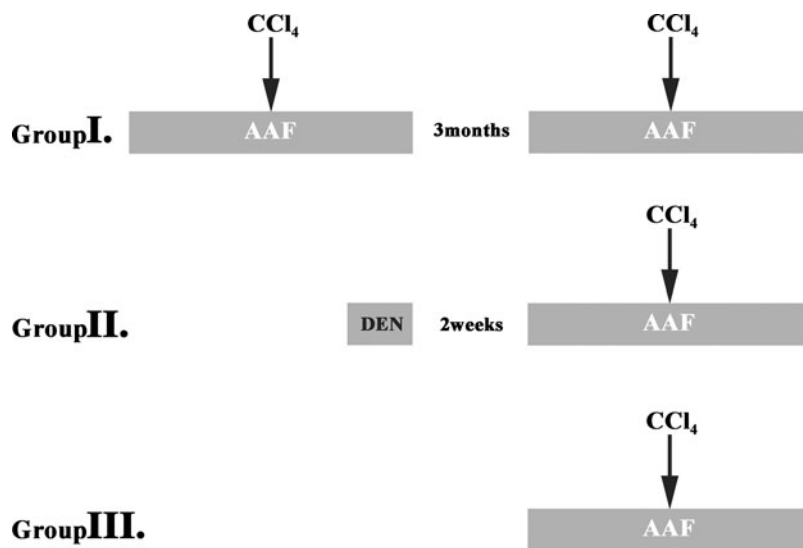 CCl₄ CCl₄
GroupI. AAF 3months AAF
CCl₄
GroupII. DEN 2weeks AAF
CCl₄
GroupIII. AAF